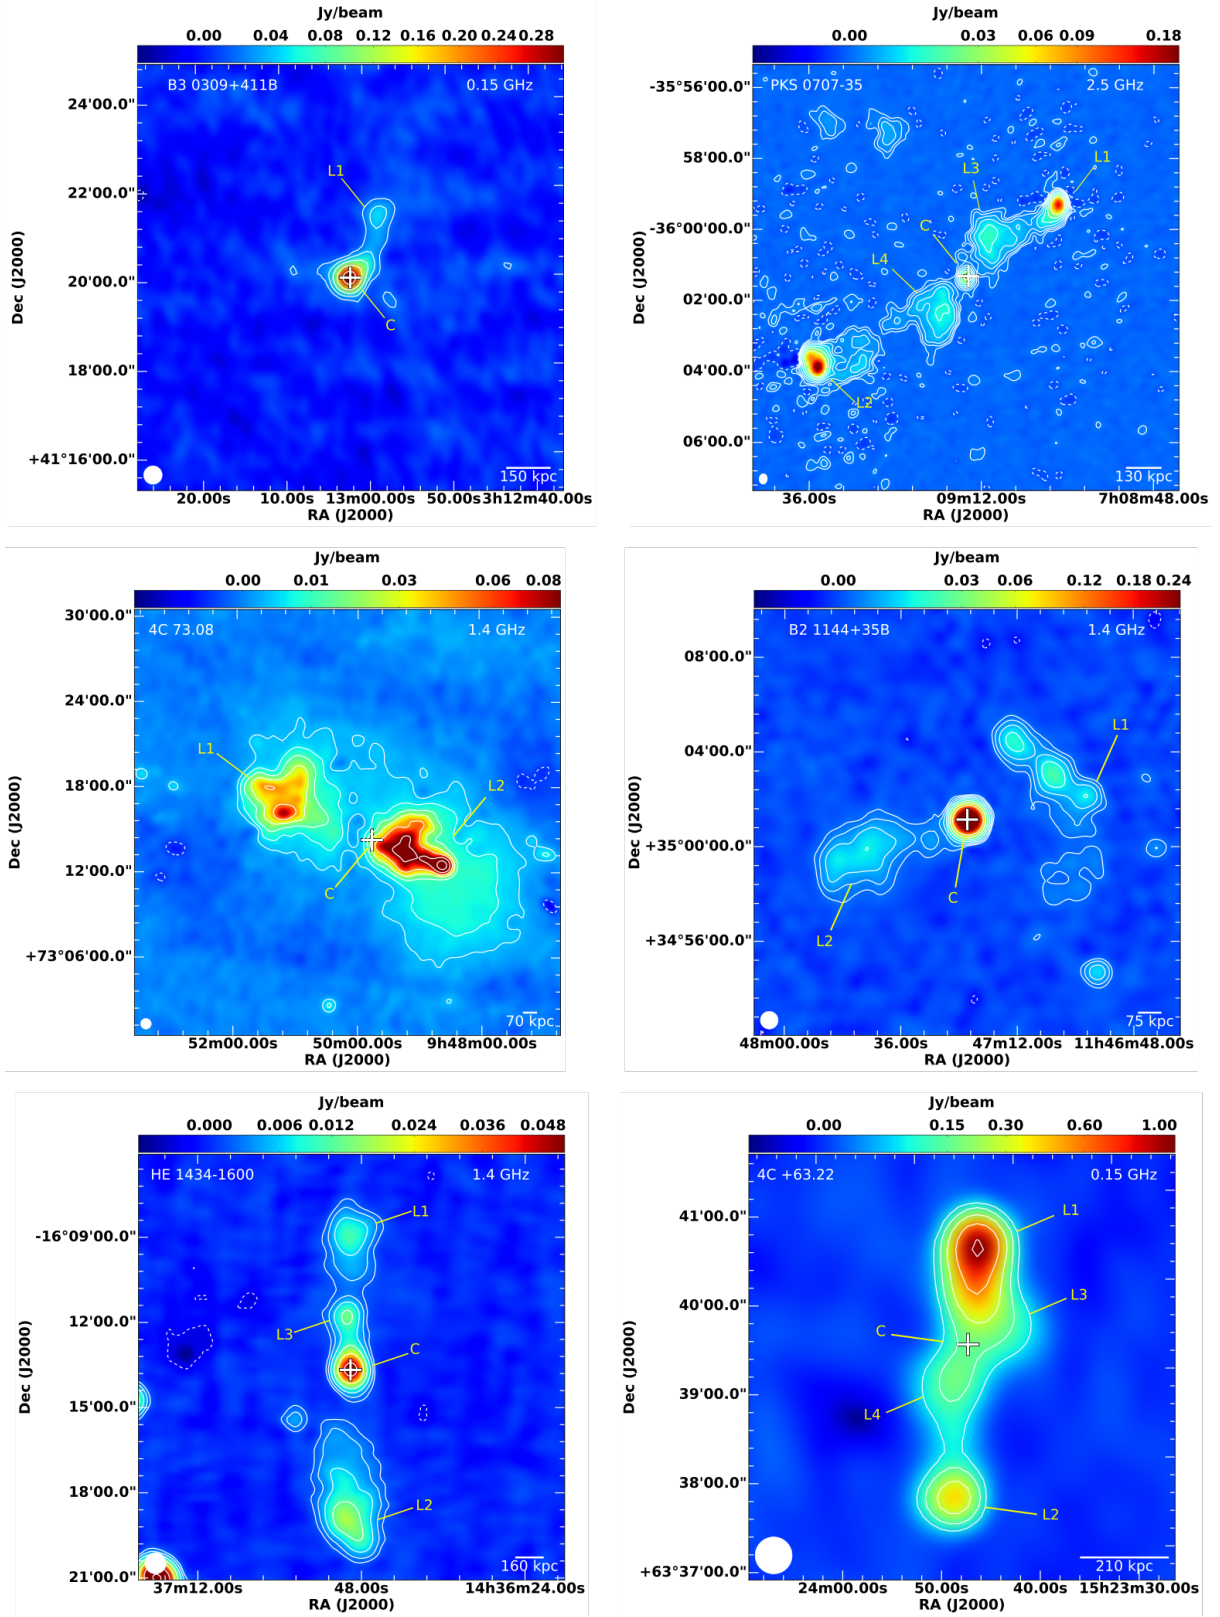 Jy/beam
0.00 0.04 0.08 0.12 0.16 0.20 0.24 0.28
B3 0309+411B 0.15 GHz
24'00.0"
L1
22'00.0"
20'00.0"
C
18'00.0"
+41°16'00.0"
150 kpc
20.00s 10.00s 13m00.00s 50.00s 3h12m40.00s
RA (J2000)
Dec (J2000)
Jy/beam
0.00 0.03 0.06 0.09 0.18
PKS 0707-35 2.5 GHz
-35°56'00.0"
58'00.0"
L1
L3
-36°00'00.0"
C
L4
02'00.0"
04'00.0"
L2
06'00.0"
130 kpc
36.00s 09m12.00s 7h08m48.00s
RA (J2000)
Dec (J2000)
Jy/beam
0.00 0.01 0.03 0.06 0.08
4C 73.08 1.4 GHz
30'00.0"
24'00.0"
L1
18'00.0"
L2
12'00.0"
C
+73°06'00.0"
70 kpc
52m00.00s 50m00.00s 9h48m00.00s
RA (J2000)
Dec (J2000)
Jy/beam
0.00 0.03 0.06 0.12 0.18 0.24
B2 1144+35B 1.4 GHz
08'00.0"
L1
04'00.0"
+35°00'00.0"
C
L2
+34°56'00.0"
75 kpc
48m00.00s 36.00s 47m12.00s 11h46m48.00s
RA (J2000)
Dec (J2000)
Jy/beam
0.000 0.006 0.012 0.024 0.036 0.048
HE 1434-1600 1.4 GHz
L1
-16°09'00.0"
12'00.0"
L3
C
15'00.0"
18'00.0"
L2
21'00.0"
160 kpc
37m12.00s 48.00s 14h36m24.00s
RA (J2000)
Dec (J2000)
Jy/beam
0.00 0.15 0.30 0.60 1.00
4C +63.22 0.15 GHz
41'00.0"
L1
L3
40'00.0"
C
39'00.0"
L4
38'00.0"
L2
+63°37'00.0"
210 kpc
24m00.00s 50.00s 40.00s 15h23m30.00s
RA (J2000)
Dec (J2000)